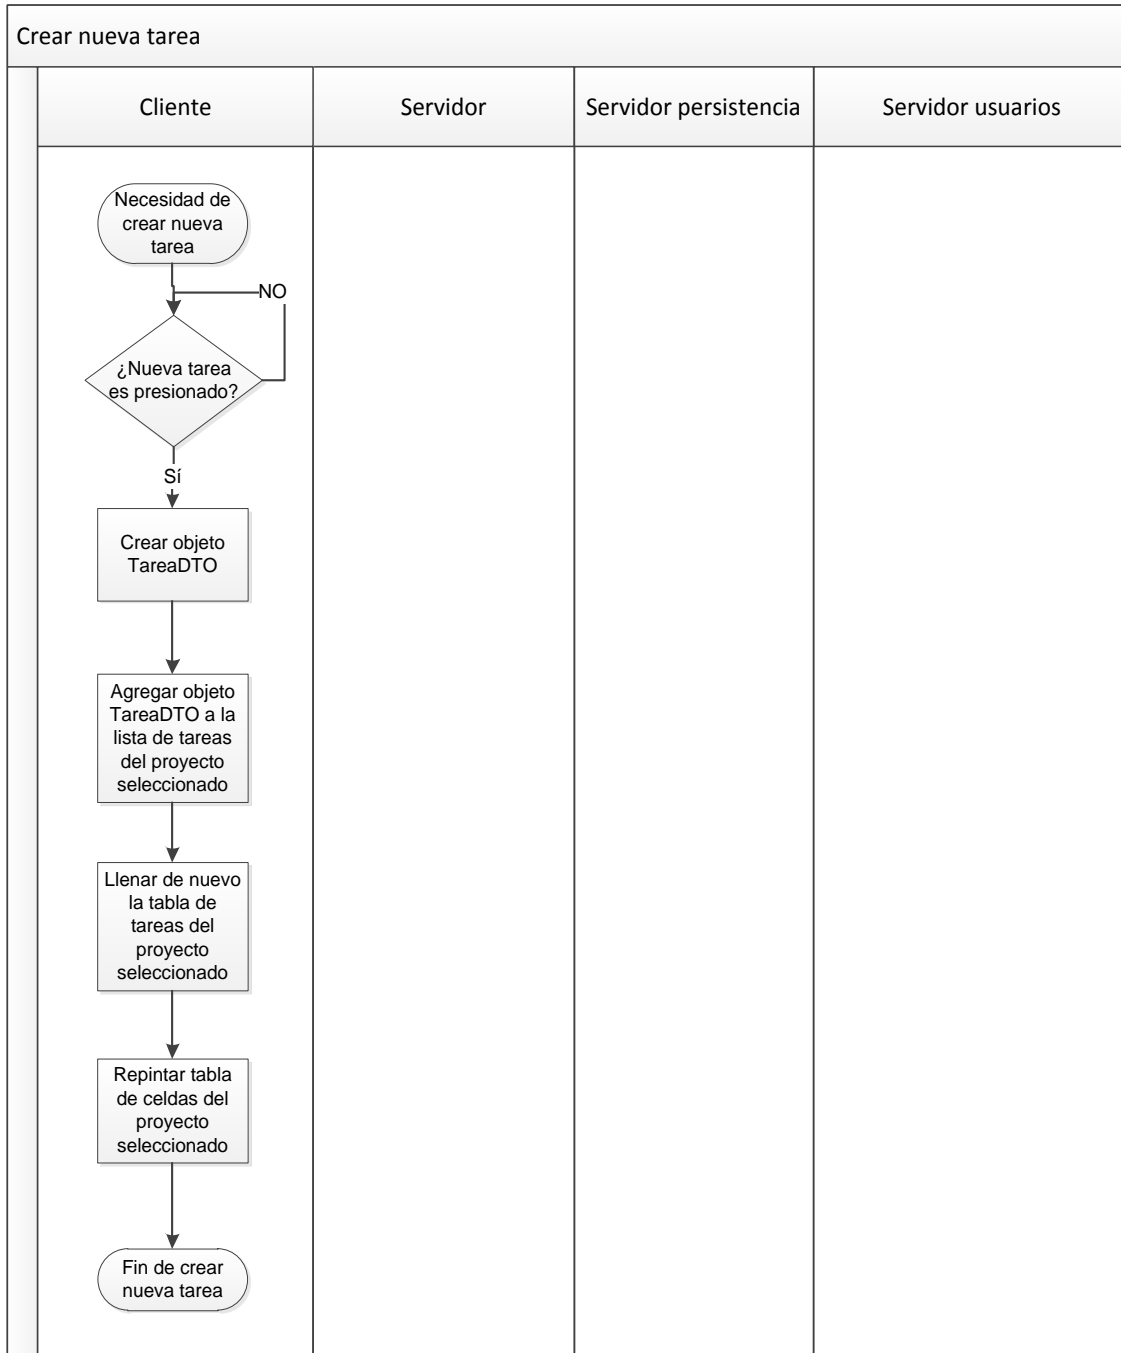 Crear nueva tarea
Cliente
Servidor
Servidor persistencia
Servidor usuarios
Necesidad de
crear nueva
tarea
NO
¿Nueva tarea
es presionado?
Sí
Crear objeto
TareaDTO
Agregar objeto
TareaDTO a la
lista de tareas
del proyecto
seleccionado
Llenar de nuevo
la tabla de
tareas del
proyecto
seleccionado
Repintar tabla
de celdas del
proyecto
seleccionado
Fin de crear
nueva tarea